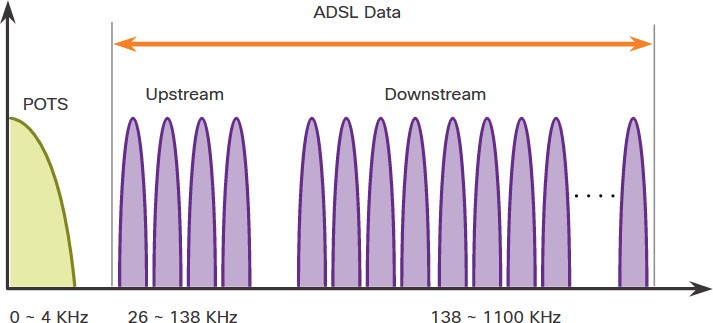 ADSL Data
POTS
Upstream
Downstream
0 ~ 4 KHz
26 ~ 138 KHz
138 ~ 1100 KHz